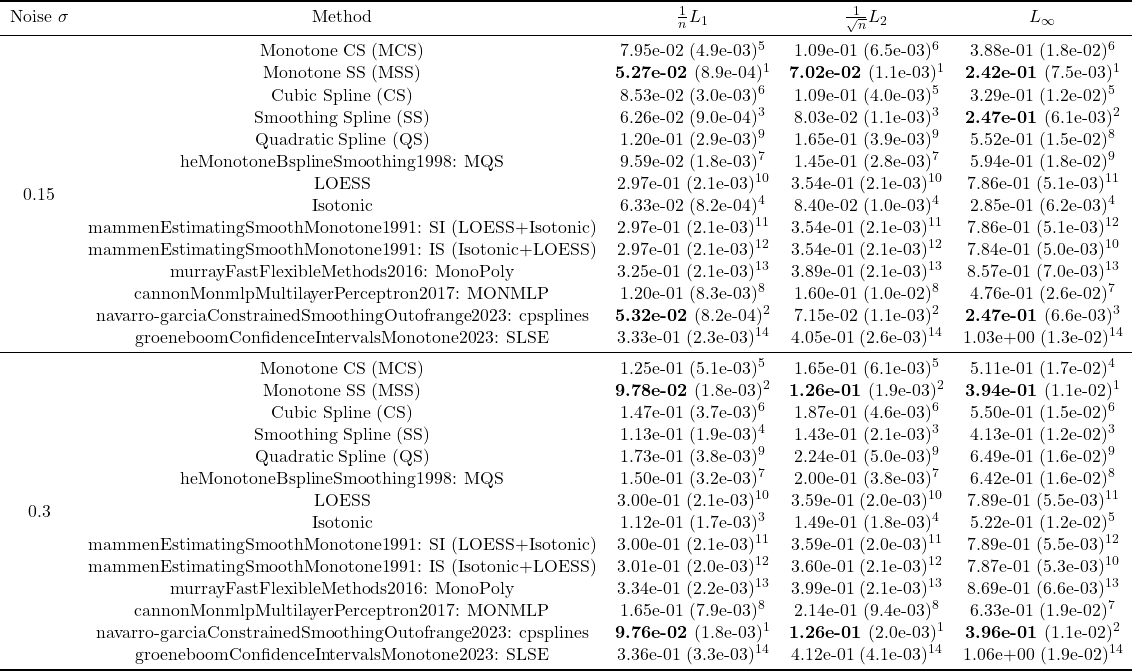 Noise σ Method 1/n L₁ 1/√n L₂ L∞
Monotone CS (MCS) 7.95e-02 (4.9e-03)⁵ 1.09e-01 (6.5e-03)⁶ 3.88e-01 (1.8e-02)⁶
Monotone SS (MSS) 5.27e-02 (8.9e-04)¹ 7.02e-02 (1.1e-03)¹ 2.42e-01 (7.5e-03)¹
Cubic Spline (CS) 8.53e-02 (3.0e-03)⁶ 1.09e-01 (4.0e-03)⁵ 3.29e-01 (1.2e-02)⁵
Smoothing Spline (SS) 6.26e-02 (9.0e-04)³ 8.03e-02 (1.1e-03)³ 2.47e-01 (6.1e-03)²
Quadratic Spline (QS) 1.20e-01 (2.9e-03)⁹ 1.65e-01 (3.9e-03)⁹ 5.52e-01 (1.5e-02)⁸
heMonotoneBsplineSmoothing1998: MQS 9.59e-02 (1.8e-03)⁷ 1.45e-01 (2.8e-03)⁷ 5.94e-01 (1.8e-02)⁹
LOESS 2.97e-01 (2.1e-03)¹⁰ 3.54e-01 (2.1e-03)¹⁰ 7.86e-01 (5.1e-03)¹¹
0.15 Isotonic 6.33e-02 (8.2e-04)⁴ 8.40e-02 (1.0e-03)⁴ 2.85e-01 (6.2e-03)⁴
mammenEstimatingSmoothMonotone1991: SI (LOESS+Isotonic) 2.97e-01 (2.1e-03)¹¹ 3.54e-01 (2.1e-03)¹¹ 7.86e-01 (5.1e-03)¹²
mammenEstimatingSmoothMonotone1991: IS (Isotonic+LOESS) 2.97e-01 (2.1e-03)¹² 3.54e-01 (2.1e-03)¹² 7.84e-01 (5.0e-03)¹⁰
murrayFastFlexibleMethods2016: MonoPoly 3.25e-01 (2.1e-03)¹³ 3.89e-01 (2.1e-03)¹³ 8.57e-01 (7.0e-03)¹³
cannonMonmlpMultilayerPerceptron2017: MONMLP 1.20e-01 (8.3e-03)⁸ 1.60e-01 (1.0e-02)⁸ 4.76e-01 (2.6e-02)⁷
navarro-garciaConstrainedSmoothingOutofrange2023: cpsplines 5.32e-02 (8.2e-04)² 7.15e-02 (1.1e-03)² 2.47e-01 (6.6e-03)³
groeneboomConfidenceIntervalsMonotone2023: SLSE 3.33e-01 (2.3e-03)¹⁴ 4.05e-01 (2.6e-03)¹⁴ 1.03e+00 (1.3e-02)¹⁴
Monotone CS (MCS) 1.25e-01 (5.1e-03)⁵ 1.65e-01 (6.1e-03)⁵ 5.11e-01 (1.7e-02)⁴
Monotone SS (MSS) 9.78e-02 (1.8e-03)² 1.26e-01 (1.9e-03)² 3.94e-01 (1.1e-02)¹
Cubic Spline (CS) 1.47e-01 (3.7e-03)⁶ 1.87e-01 (4.6e-03)⁶ 5.50e-01 (1.5e-02)⁶
Smoothing Spline (SS) 1.13e-01 (1.9e-03)⁴ 1.43e-01 (2.1e-03)³ 4.13e-01 (1.2e-02)³
Quadratic Spline (QS) 1.73e-01 (3.8e-03)⁹ 2.24e-01 (5.0e-03)⁹ 6.49e-01 (1.6e-02)⁹
heMonotoneBsplineSmoothing1998: MQS 1.50e-01 (3.2e-03)⁷ 2.00e-01 (3.8e-03)⁷ 6.42e-01 (1.6e-02)⁸
LOESS 3.00e-01 (2.1e-03)¹⁰ 3.59e-01 (2.0e-03)¹⁰ 7.89e-01 (5.5e-03)¹¹
0.3 Isotonic 1.12e-01 (1.7e-03)³ 1.49e-01 (1.8e-03)⁴ 5.22e-01 (1.2e-02)⁵
mammenEstimatingSmoothMonotone1991: SI (LOESS+Isotonic) 3.00e-01 (2.1e-03)¹¹ 3.59e-01 (2.0e-03)¹¹ 7.89e-01 (5.5e-03)¹²
mammenEstimatingSmoothMonotone1991: IS (Isotonic+LOESS) 3.01e-01 (2.0e-03)¹² 3.60e-01 (2.1e-03)¹² 7.87e-01 (5.3e-03)¹⁰
murrayFastFlexibleMethods2016: MonoPoly 3.34e-01 (2.2e-03)¹³ 3.99e-01 (2.1e-03)¹³ 8.69e-01 (6.6e-03)¹³
cannonMonmlpMultilayerPerceptron2017: MONMLP 1.65e-01 (7.9e-03)⁸ 2.14e-01 (9.4e-03)⁸ 6.33e-01 (1.9e-02)⁷
navarro-garciaConstrainedSmoothingOutofrange2023: cpsplines 9.76e-02 (1.8e-03)¹ 1.26e-01 (2.0e-03)¹ 3.96e-01 (1.1e-02)²
groeneboomConfidenceIntervalsMonotone2023: SLSE 3.36e-01 (3.3e-03)¹⁴ 4.12e-01 (4.1e-03)¹⁴ 1.06e+00 (1.9e-02)¹⁴